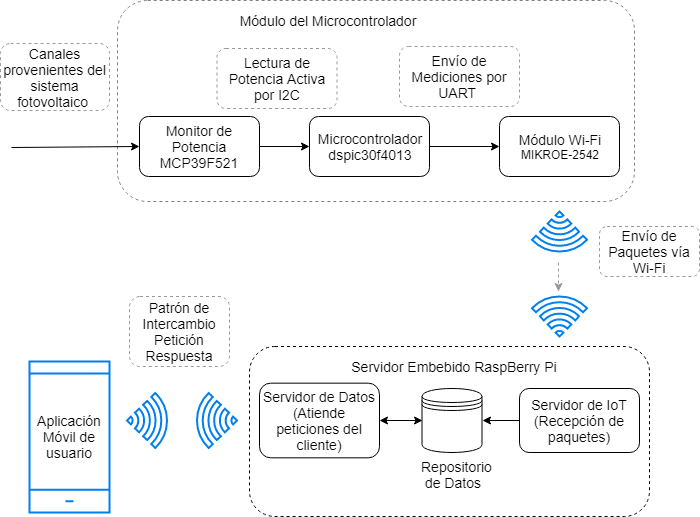 Módulo del Microcontrolador
Canales
provenientes del
sistema
fotovoltaico
Lectura de
Potencia Activa
por I2C
Envío de
Mediciones por
UART
Monitor de
Potencia
MCP39F521
Microcontrolador
dspic30f4013
Módulo Wi-Fi
MIKROE-2542
Envío de
Paquetes vía
Wi-Fi
Patrón de
Intercambio
Petición
Respuesta
Servidor Embebido RaspBerry Pi
Aplicación
Móvil de
usuario
Servidor de Datos
(Atiende
peticiones del
cliente)
Repositorio
de Datos
Servidor de IoT
(Recepción de
paquetes)